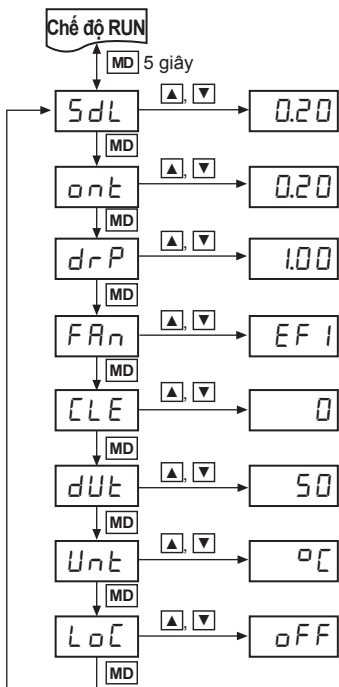 Chế độ RUN
MD 5 giây
SdL ▲, ▼ 0.20
MD
ont ▲, ▼ 0.20
MD
drP ▲, ▼ 1.00
MD
FAn ▲, ▼ EF1
MD
CLE ▲, ▼ 0
MD
dUt ▲, ▼ 50
MD
Unt ▲, ▼ °C
MD
LoC ▲, ▼ oFF
MD